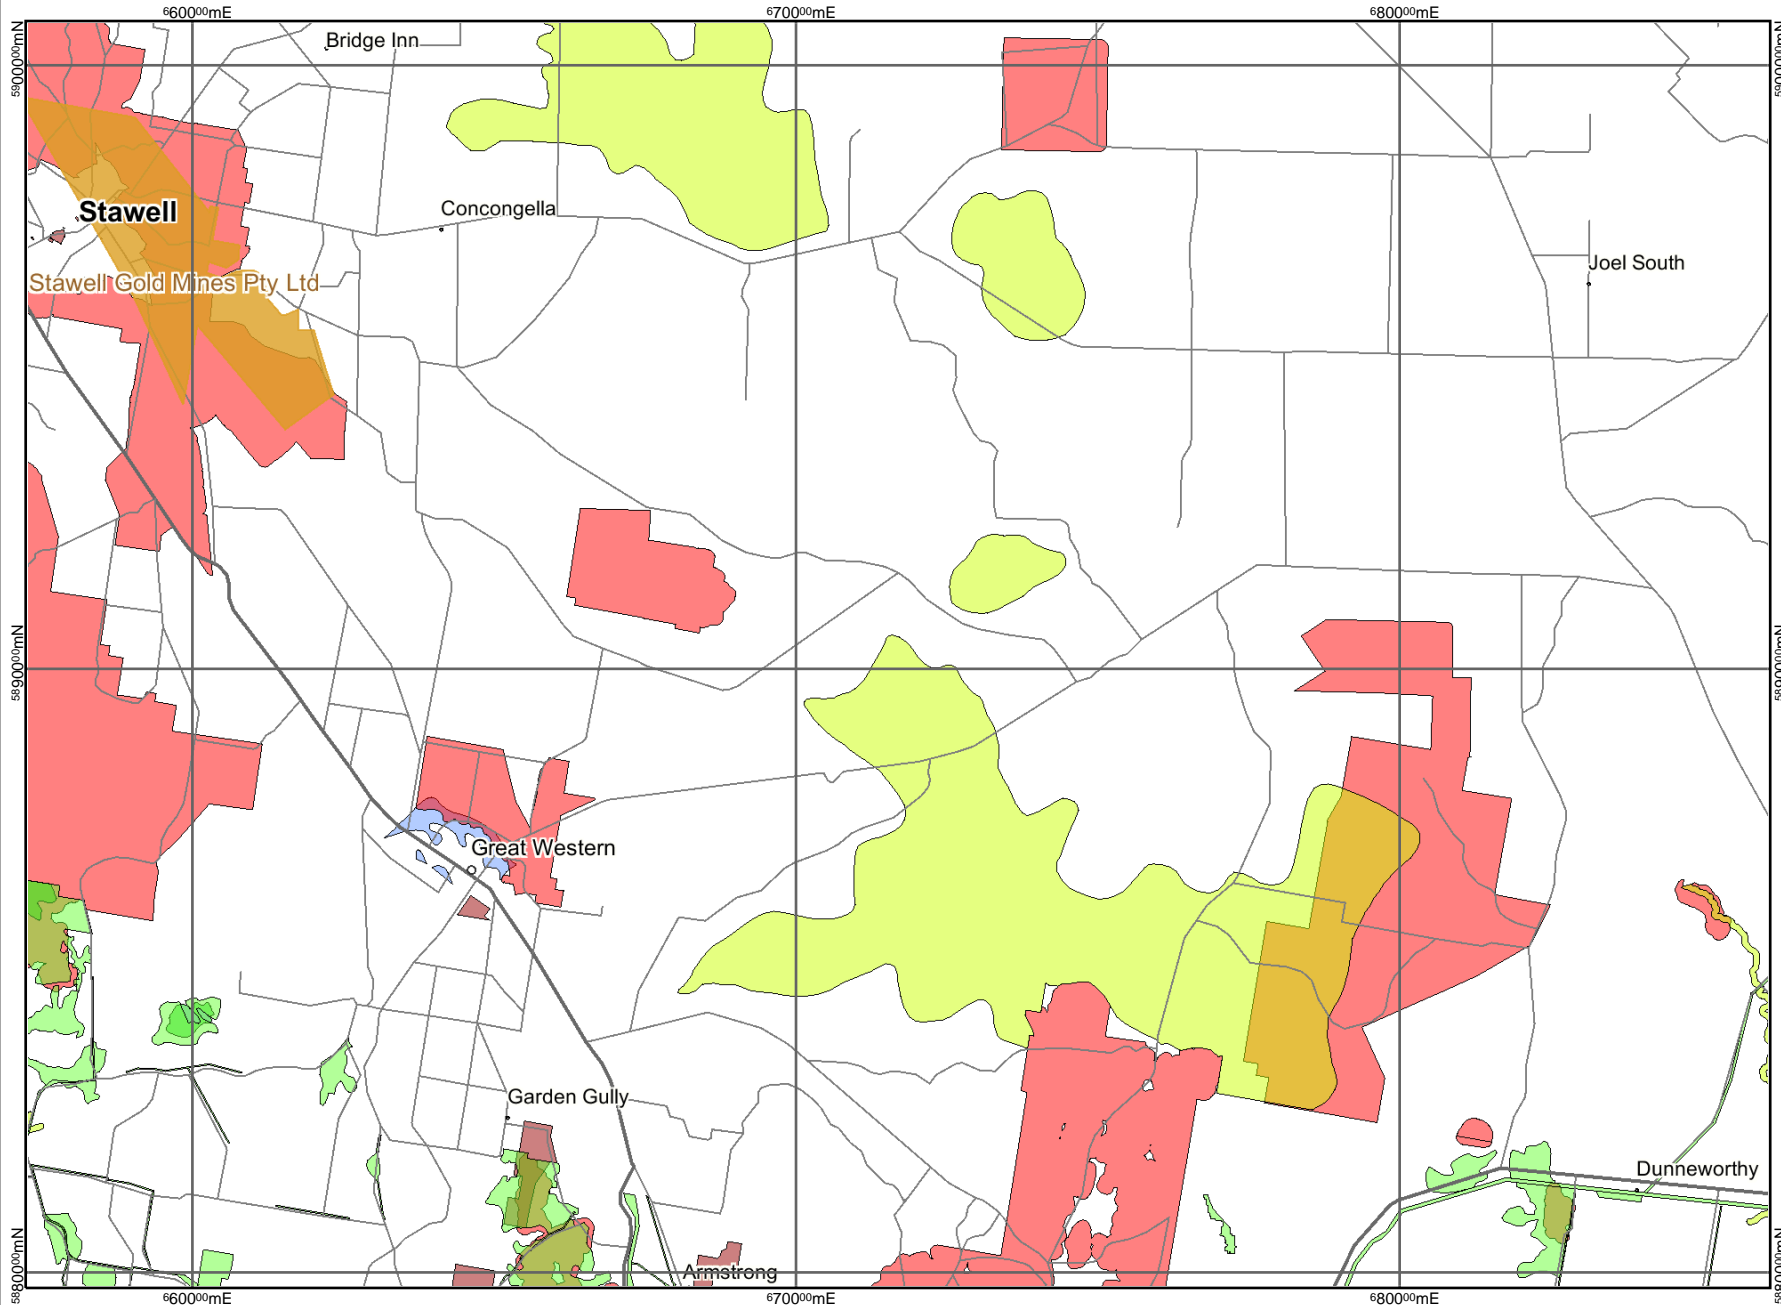 660000mE 670000mE 680000mE
5900000mN 5900000mN
Bridge Inn
Stawell
Concongella
Joel South
Stawell Gold Mines Pty Ltd
5890000mN 5890000mN
Great Western
Garden Gully
Dunneworthy
Armstrong
5880000mN 5880000mN
660000mE 670000mE 680000mE